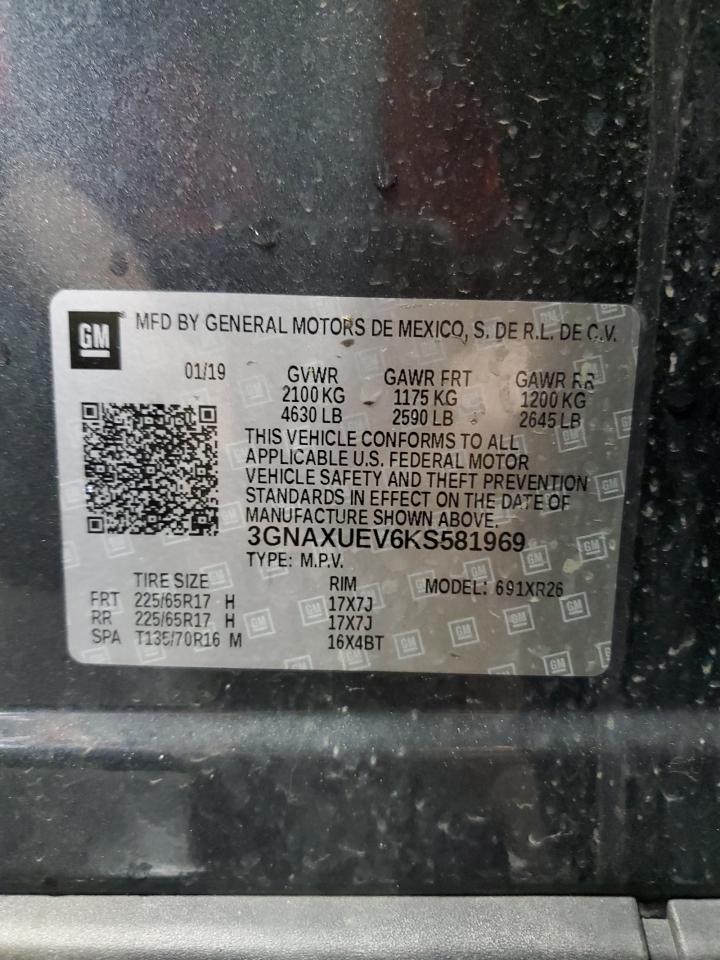 GM MFD BY GENERAL MOTORS DE MEXICO, S. DE R.L. DE C.V.
01/19 GVWR GAWR FRT GAWR RR
2100 KG 1175 KG 1200 KG
4630 LB 2590 LB 2645 LB
THIS VEHICLE CONFORMS TO ALL
APPLICABLE U.S. FEDERAL MOTOR
VEHICLE SAFETY AND THEFT PREVENTION
STANDARDS IN EFFECT ON THE DATE OF
MANUFACTURE SHOWN ABOVE.
3GNAXUEV6KS581969
TYPE: M.P.V.
TIRE SIZE RIM MODEL: 691XR26
FRT 225/65R17 H 17X7J
RR 225/65R17 H 17X7J
SPA T135/70R16 M 16X4BT